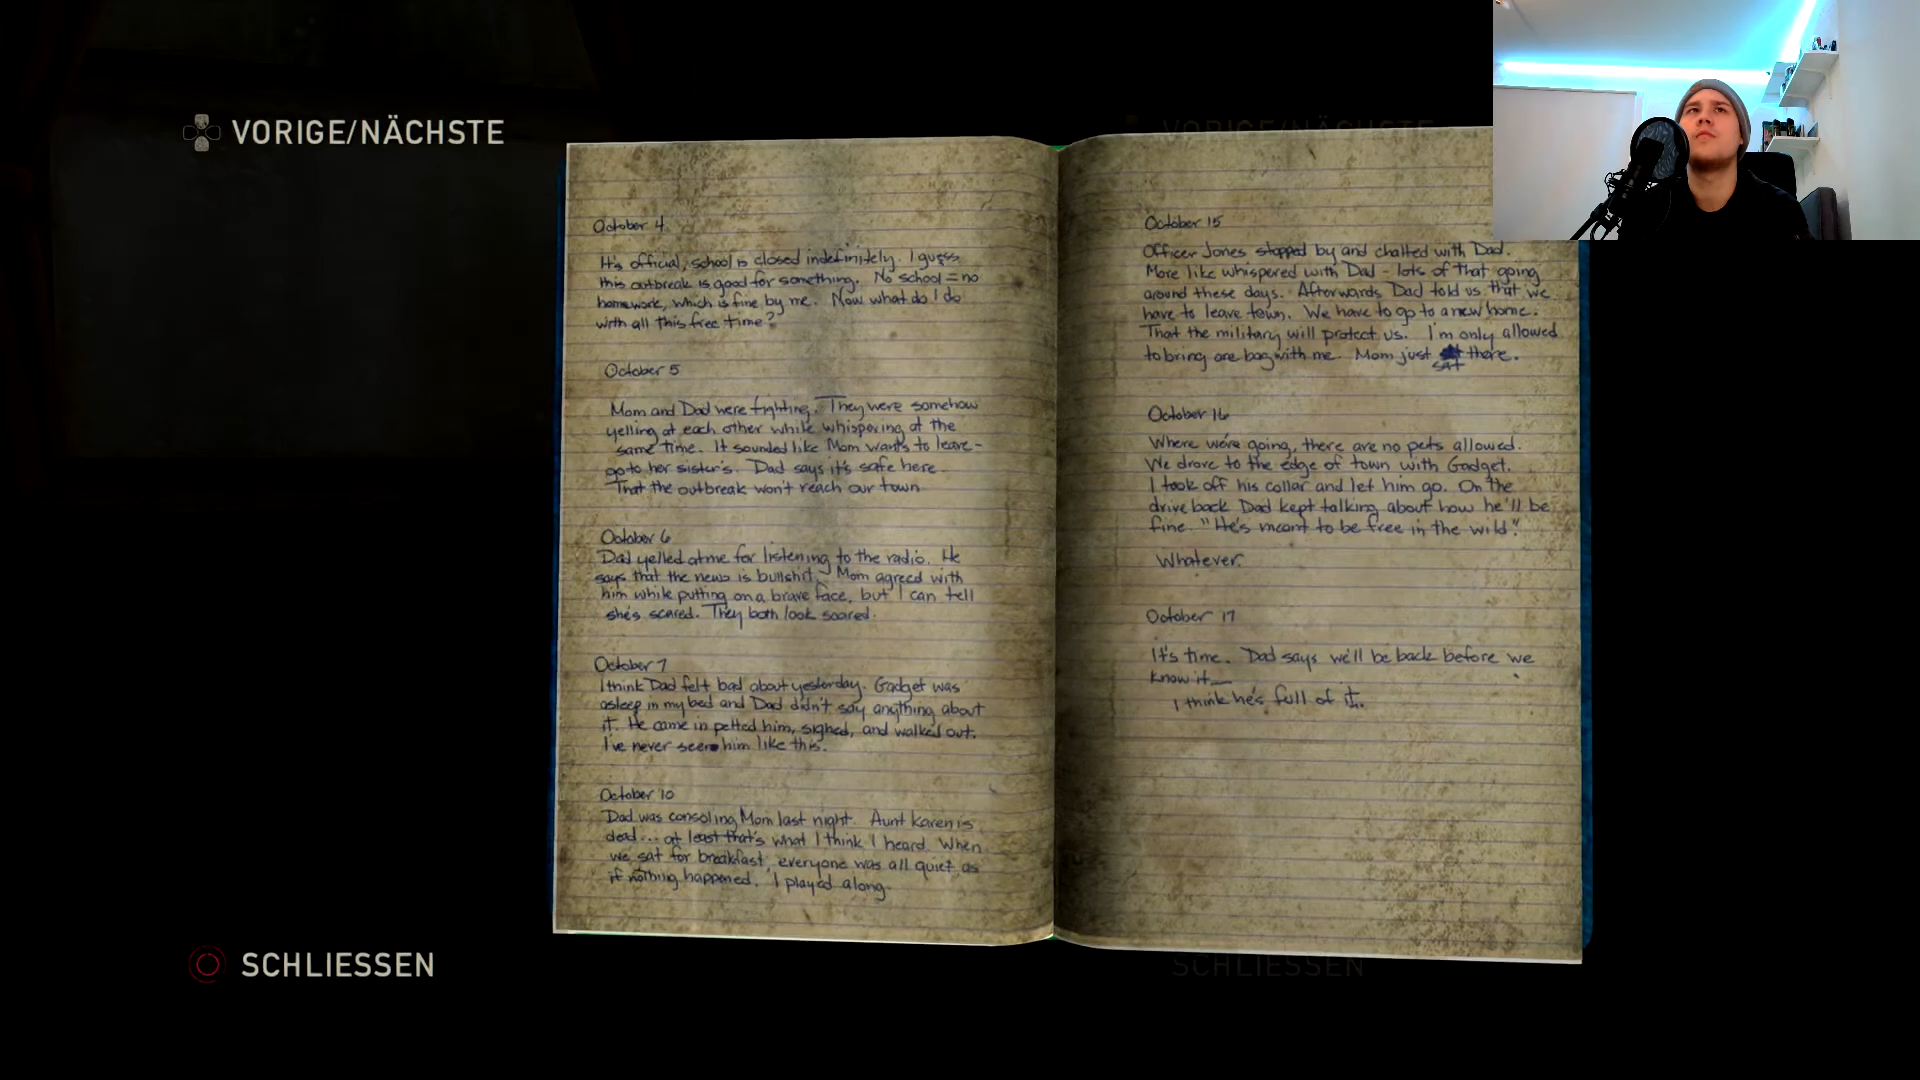 VORIGE/NÄCHSTE
October 4
It's official, school is closed indefinitely. I guess
this outbreak is good for something. No school = no
homework, which is fine by me. Now what do I do
with all this free time?
October 5
Mom and Dad were fighting. They were somehow
yelling at each other while whispering at the
same time. It sounded like Mom wants to leave -
go to her sister's. Dad says it's safe here.
That the outbreak won't reach our town
October 6
Dad yelled at me for listening to the radio. He
says that the news is bullshit. Mom agreed with
him while putting on a brave face, but I can tell
she's scared. They both look scared.
October 7
I think Dad felt bad about yesterday. Gadget was
asleep in my bed and Dad didn't say anything about
it. He came in petted him, sighed, and walked out.
I've never seen him like this.
October 10
Dad was consoling Mom last night. Aunt Karen is
dead... at least that's what I think I heard. When
we sat for breakfast, everyone was all quiet as
if nothing happened. I played along.
October 15
Officer Jones stopped by and chatted with Dad.
More like whispered with Dad - lots of that going
around these days. Afterwards Dad told us that we
have to leave town. We have to go to a new home.
That the military will protect us. I'm only allowed
to bring one bag with me. Mom just sat there.
October 16
Where we're going, there are no pets allowed.
We drove to the edge of town with Gadget.
I took off his collar and let him go. On the
drive back Dad kept talking about how he'll be
fine "He's meant to be free in the wild".
Whatever.
October 17
It's time. Dad says we'll be back before we
know it
I think he's full of it.
SCHLIESSEN
VORIGE/NÄCHSTE
SCHLIESSEN